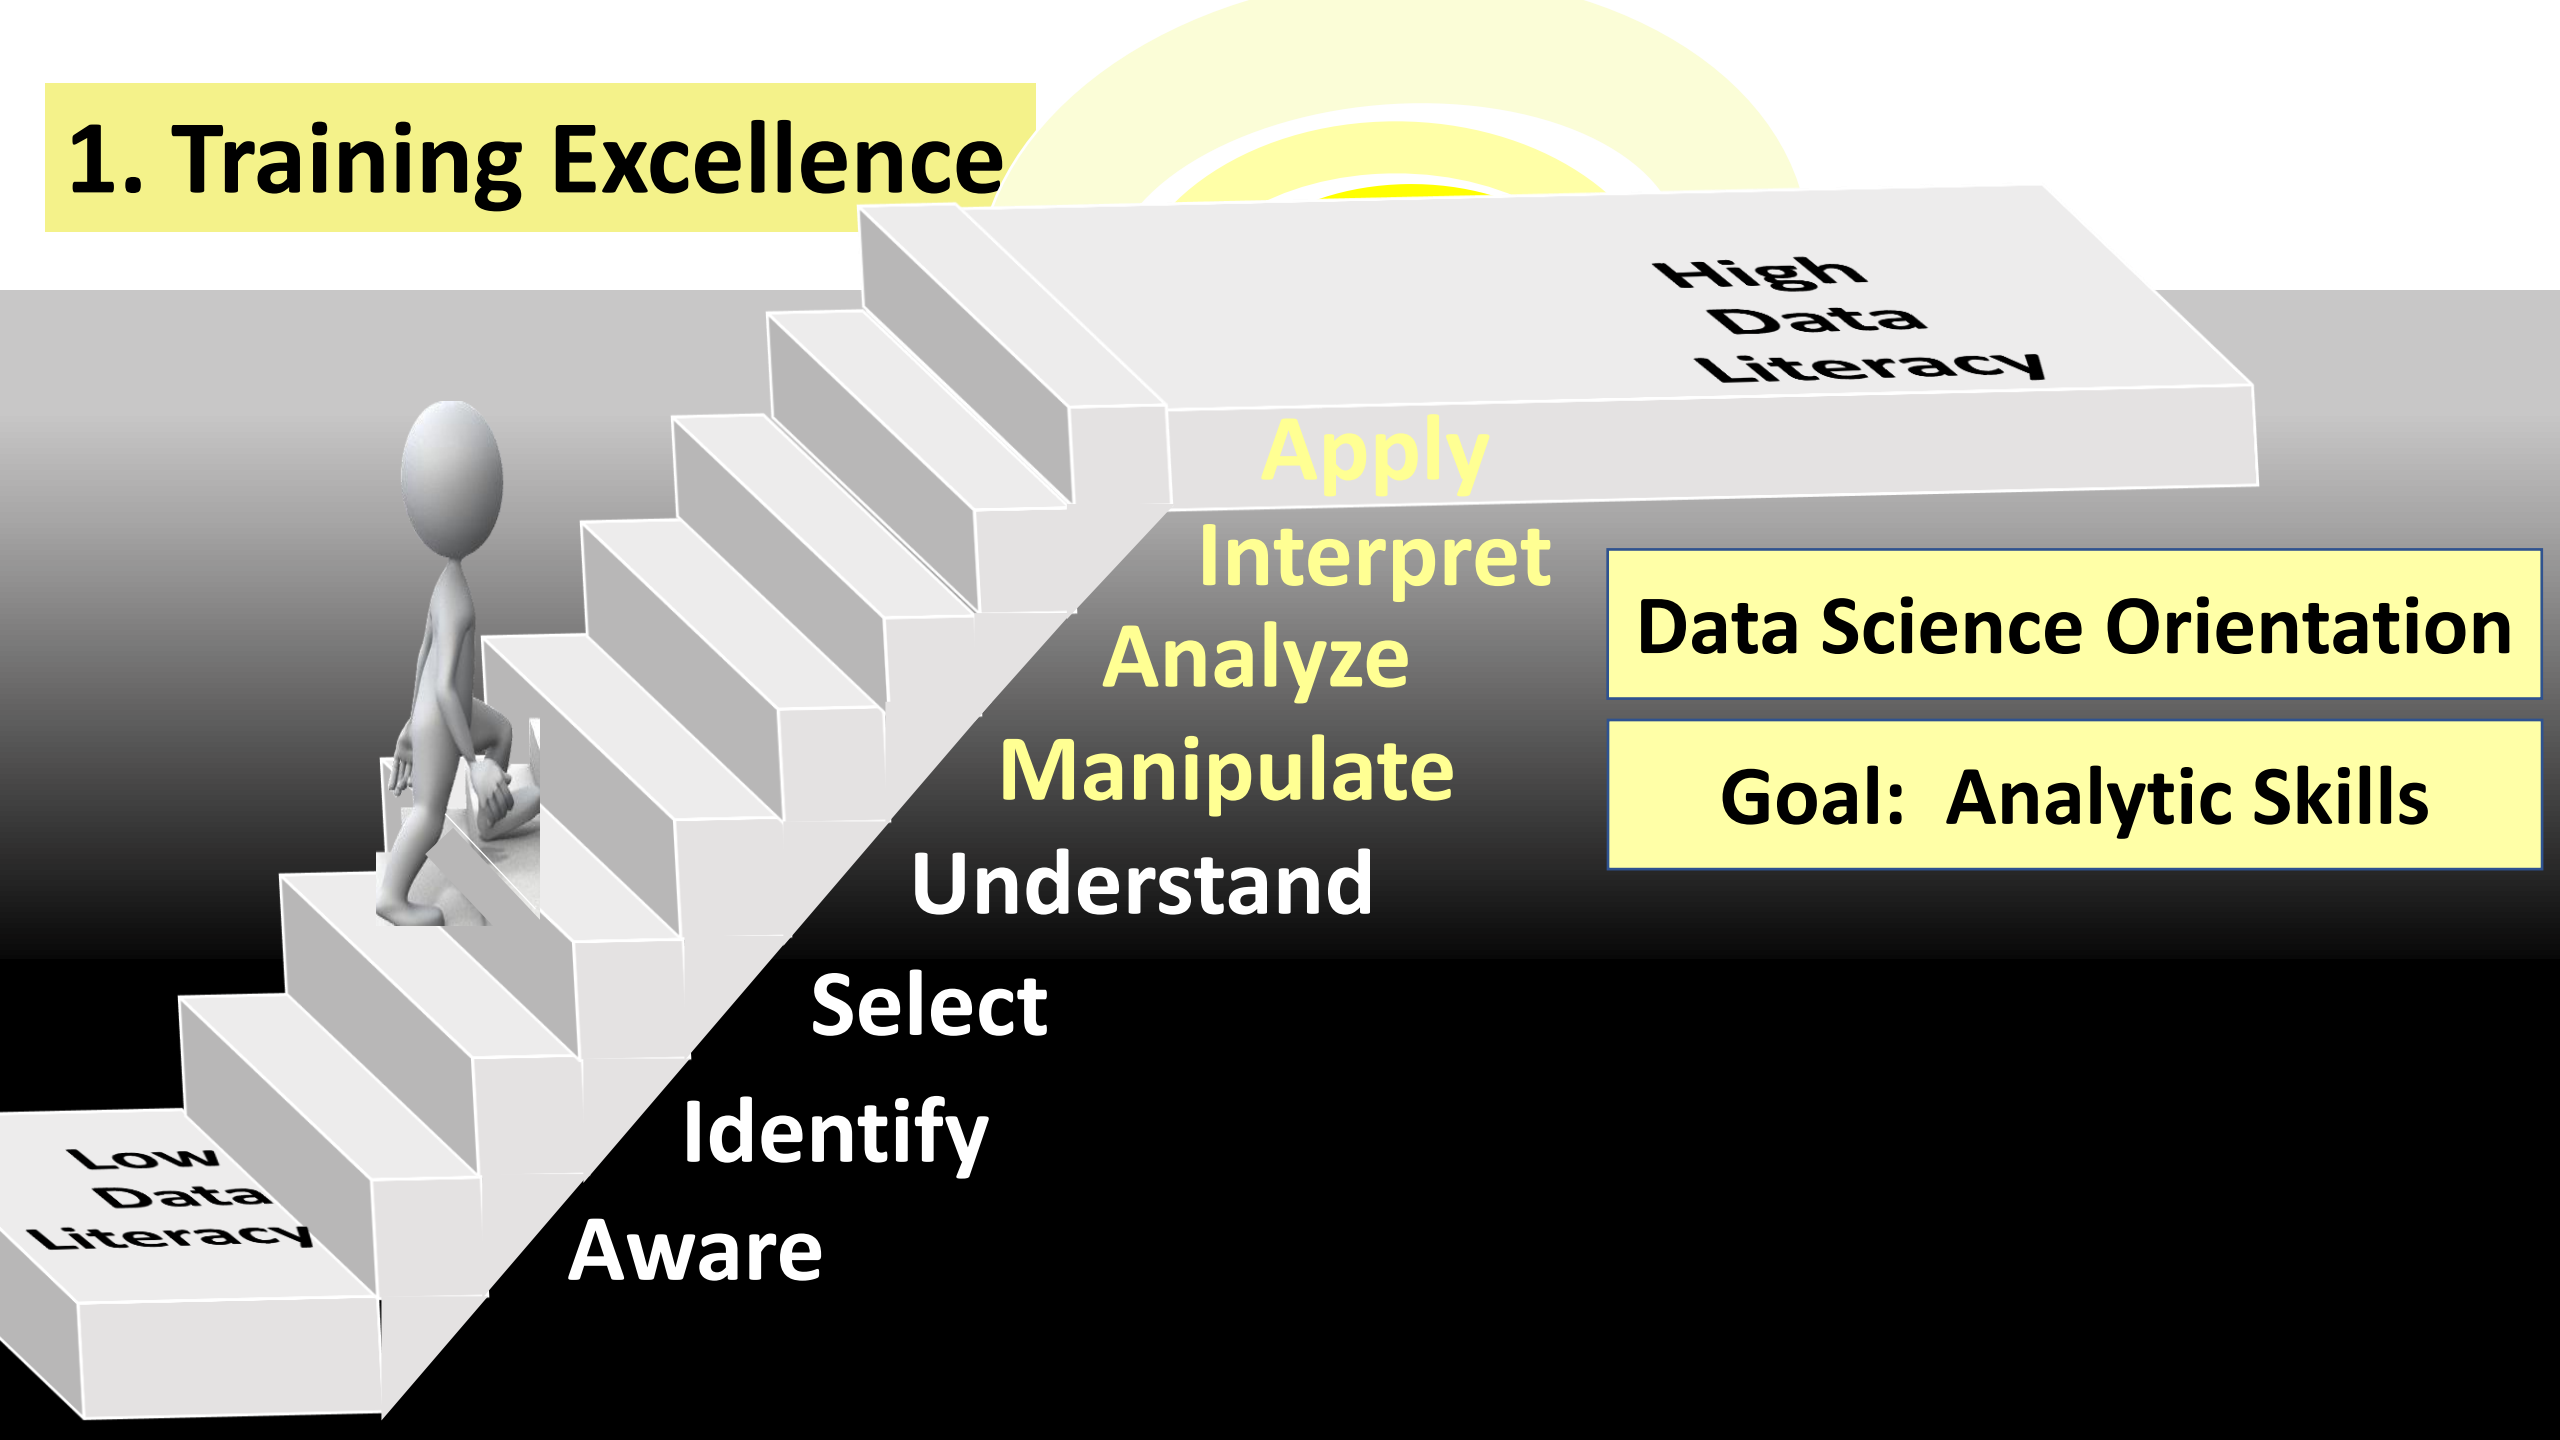 1. Training Excellence
High
Data
Literacy
Apply
Interpret
Analyze
Manipulate
Understand
Select
Identify
Aware
Data Science Orientation
Goal:  Analytic Skills
Low
Data
Literacy